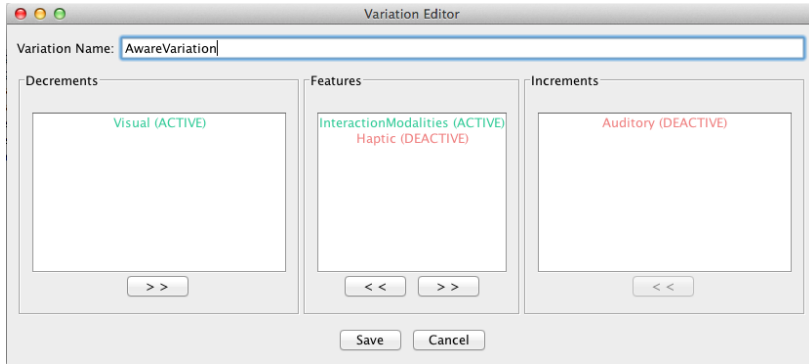 Variation Editor
Variation Name: AwareVariation
Decrements
Features
Increments
Visual (ACTIVE)
InteractionModalities (ACTIVE)
Haptic (DEACTIVE)
Auditory (DEACTIVE)
> >
< <
> >
< <
Save
Cancel